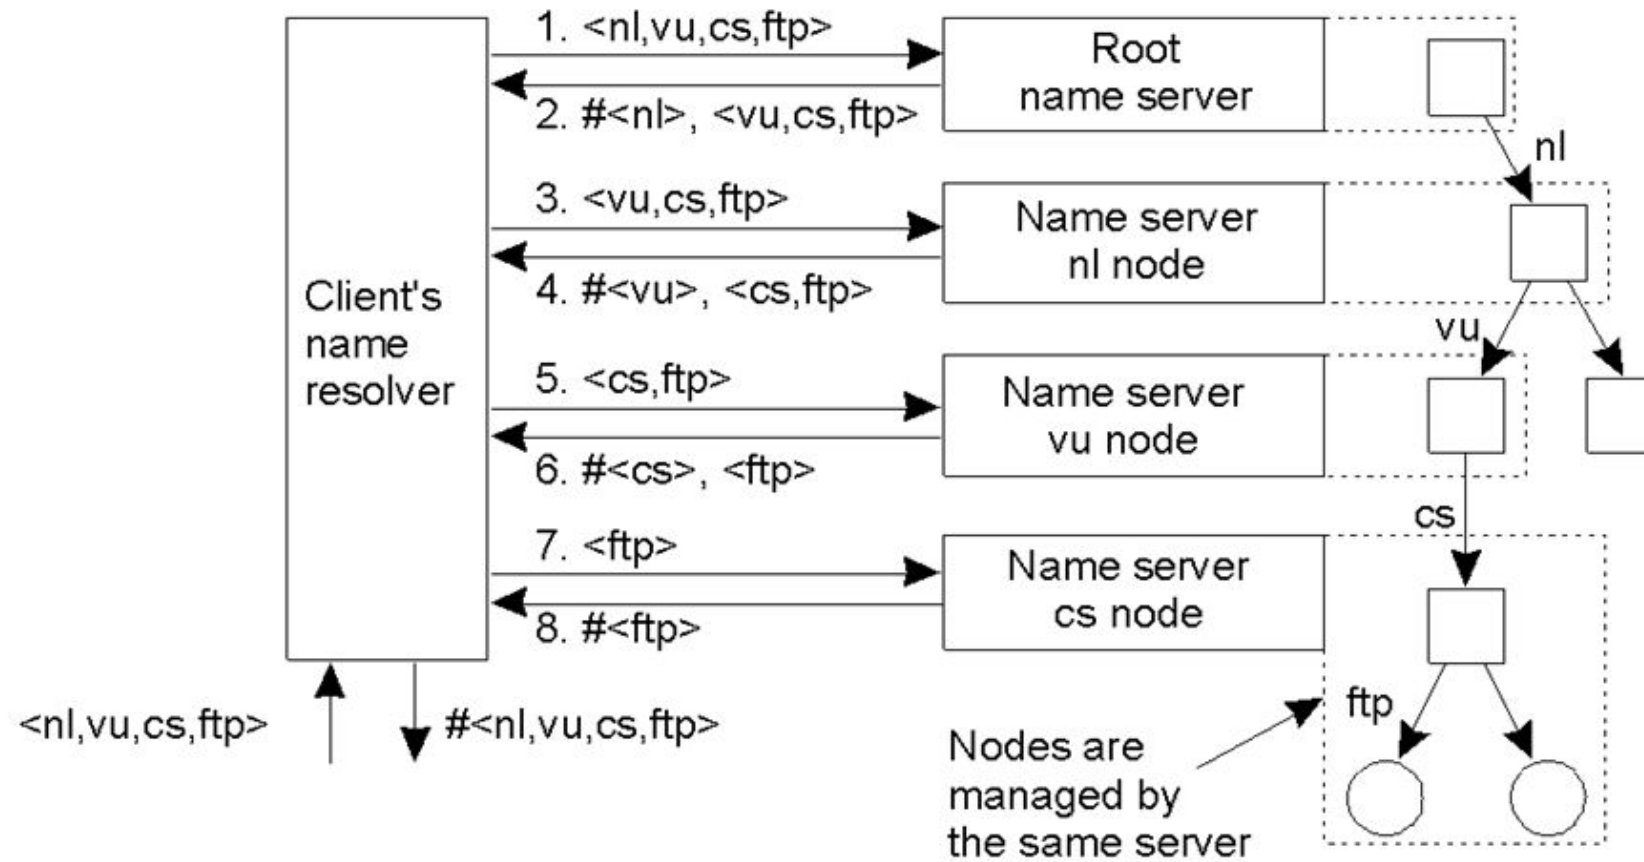 1. <nl,vu,cs,ftp>
Root
name server
2. #<nl>, <vu,cs,ftp>
nl
3. <vu,cs,ftp>
Name server
nl node
4. #<vu>, <cs,ftp>
Client's
name
resolver
vu
5. <cs,ftp>
Name server
vu node
6. #<cs>, <ftp>
cs
7. <ftp>
Name server
cs node
8. #<ftp>
<nl,vu,cs,ftp>
#<nl,vu,cs,ftp>
ftp
Nodes are
managed by
the same server